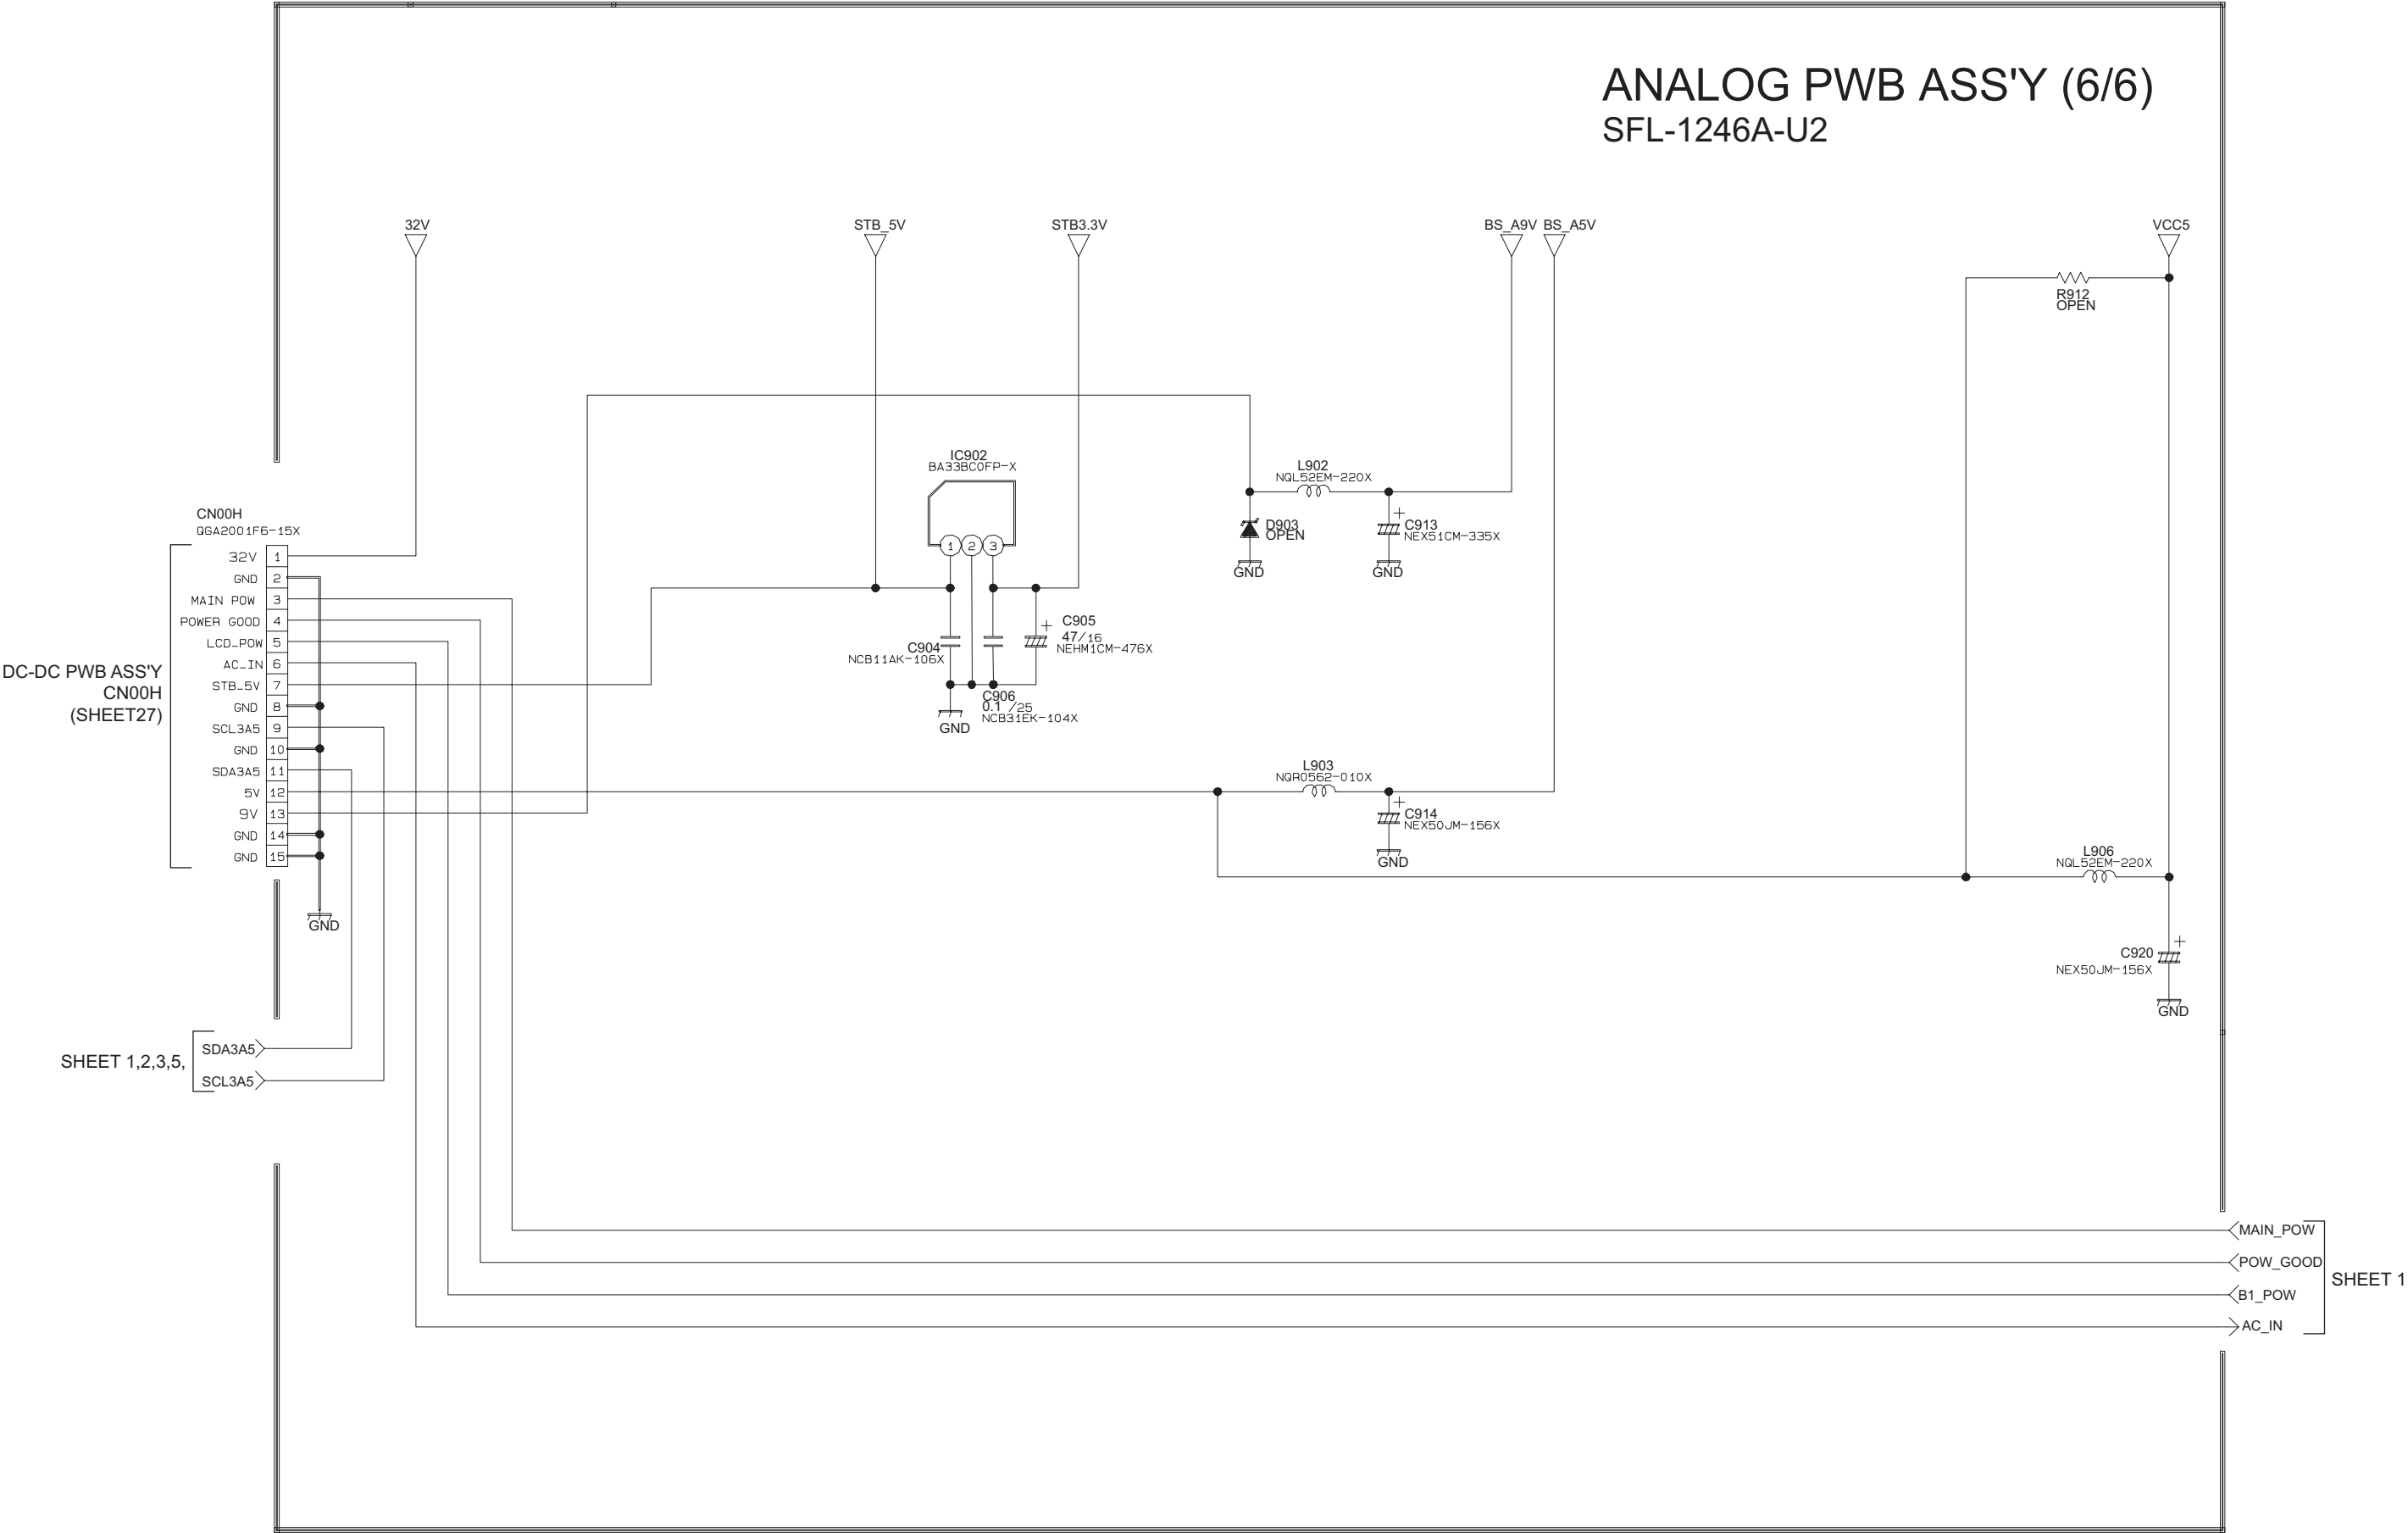 ANALOG PWB ASS'Y (6/6)
SFL-1246A-U2
32V
STB_5V
STB3.3V
BS_A9V
BS_A5V
VCC5
R912
OPEN
IC902
BA33BC0FP-X
1
2
3
L902
NQL52EM-220X
D903
OPEN
GND
+
C913
NEX51CM-335X
GND
CN00H
QGA2001F6-15X
32V 1
GND 2
MAIN POW 3
POWER GOOD 4
LCD_POW 5
AC_IN 6
STB_5V 7
GND 8
SCL3A5 9
GND 10
SDA3A5 11
5V 12
9V 13
GND 14
GND 15
DC-DC PWB ASS'Y
CN00H
(SHEET27)
GND
C904
NCB11AK-106X
+
C905
47/16
NEHM1CM-476X
C906
0.1 /25
NCB31EK-104X
GND
L903
NQR0562-010X
+
C914
NEX50JM-156X
GND
L906
NQL52EM-220X
+
C920
NEX50JM-156X
GND
SHEET 1,2,3,5,
SDA3A5
SCL3A5
MAIN_POW
POW_GOOD
B1_POW
AC_IN
SHEET 1